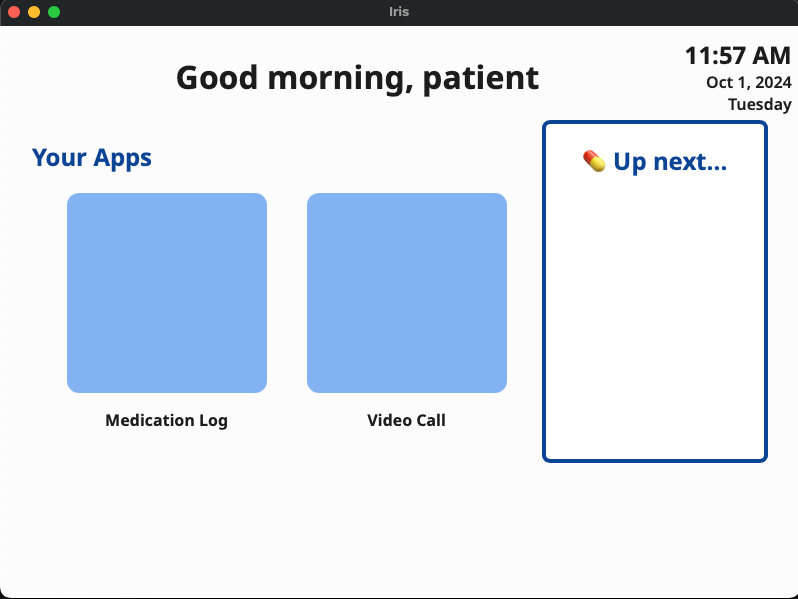 Iris
Good morning, patient
11:57 AM
Oct 1, 2024
Tuesday
Your Apps
Medication Log
Video Call
💊 Up next...